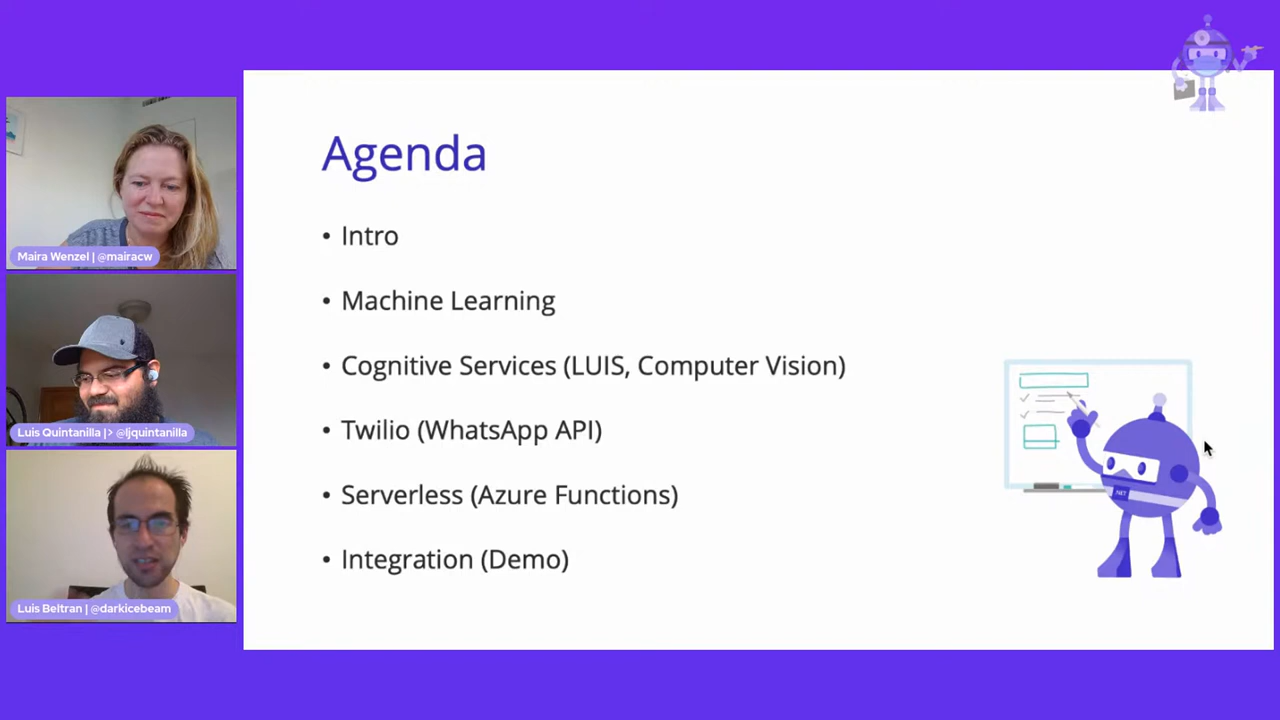 Agenda
• Intro
• Machine Learning
• Cognitive Services (LUIS, Computer Vision)
• Twilio (WhatsApp API)
• Serverless (Azure Functions)
• Integration (Demo)
Maira Wenzel | @mairacw
Luis Quintanilla |> @ljquintanilla
Luis Beltran | @darkicebeam
.NET